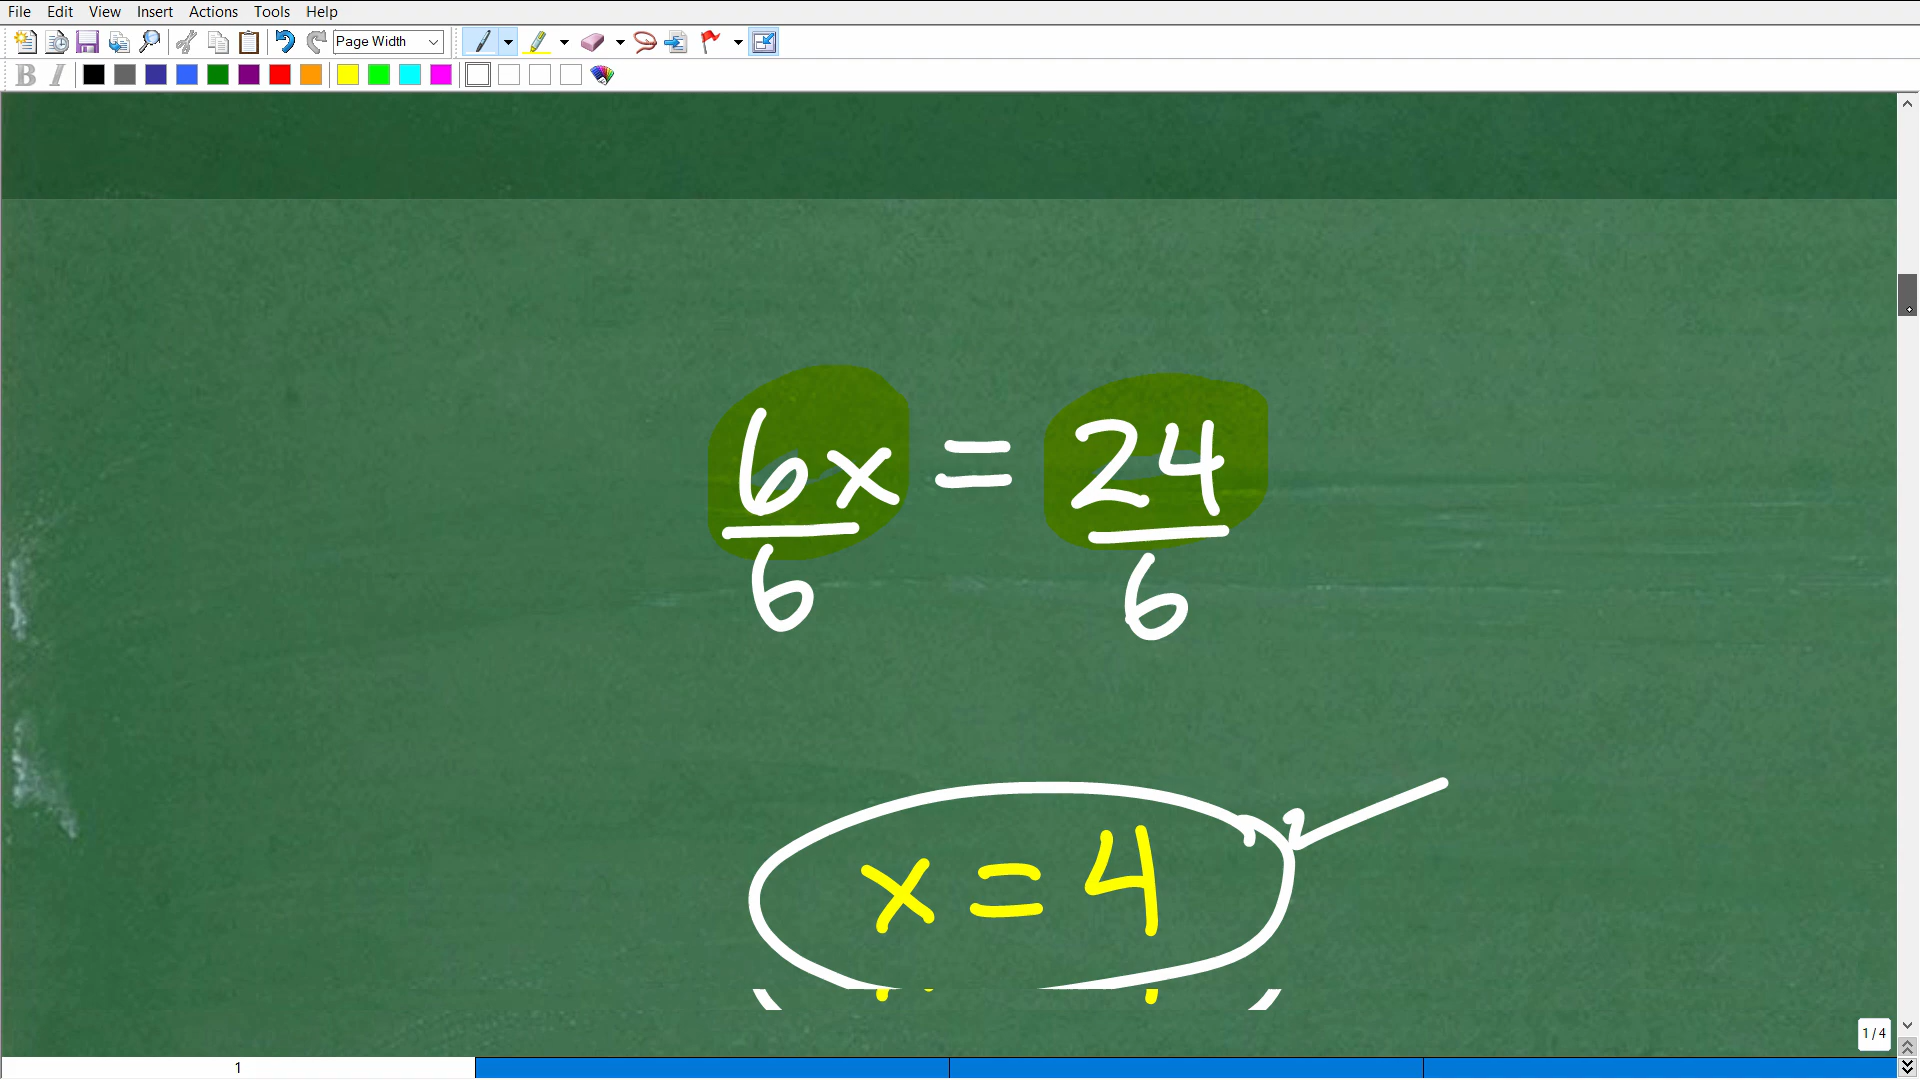 File Edit View Insert Actions Tools Help
Page Width
B I
6x = 24
6 6
x = 4
1 / 4
1